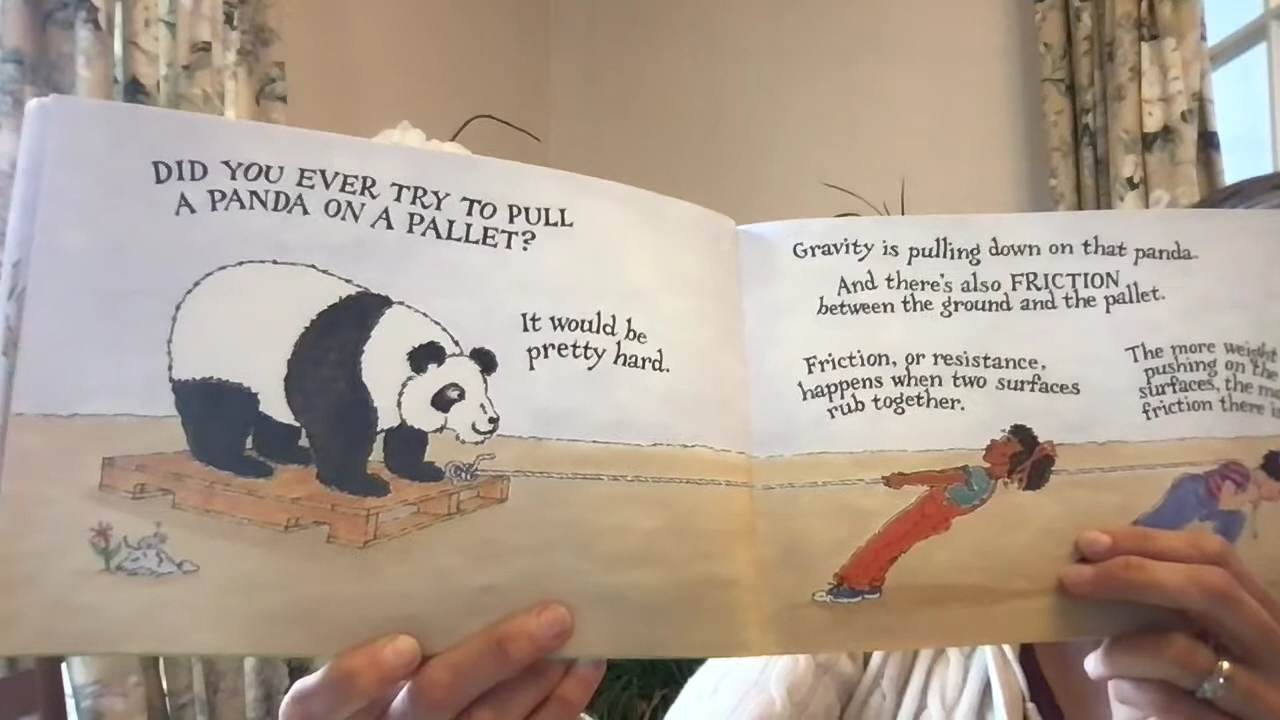 DID YOU EVER TRY TO PULL
A PANDA ON A PALLET?
It would be
pretty hard.
Gravity is pulling down on that panda.
And there's also FRICTION
between the ground and the pallet.
Friction, or resistance,
happens when two surfaces
rub together.
The more weight
pushing on the
surfaces, the
friction there